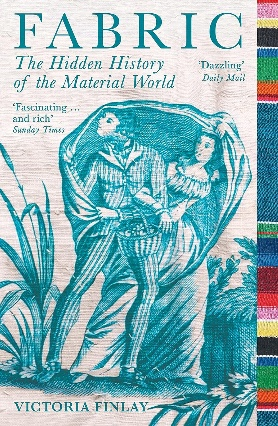 FABRIC
The Hidden History
of the Material World
‘Dazzling’
Daily Mail
‘Fascinating …
and rich’
Sunday Times
VICTORIA FINLAY